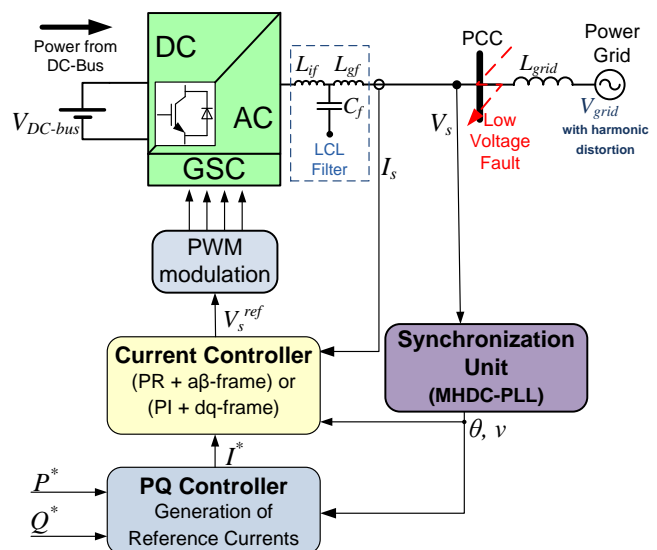 Power from
DC-Bus
V_DC-bus
DC
AC
GSC
L_if
L_gf
C_f
LCL
Filter
I_s
V_s
PCC
Low
Voltage
Fault
L_grid
Power
Grid
V_grid
with harmonic
distortion
PWM
modulation
V_s^ref
Current Controller
(PR + aβ-frame) or
(PI + dq-frame)
Synchronization
Unit
(MHDC-PLL)
θ, v
I^*
P^*
Q^*
PQ Controller
Generation of
Reference Currents